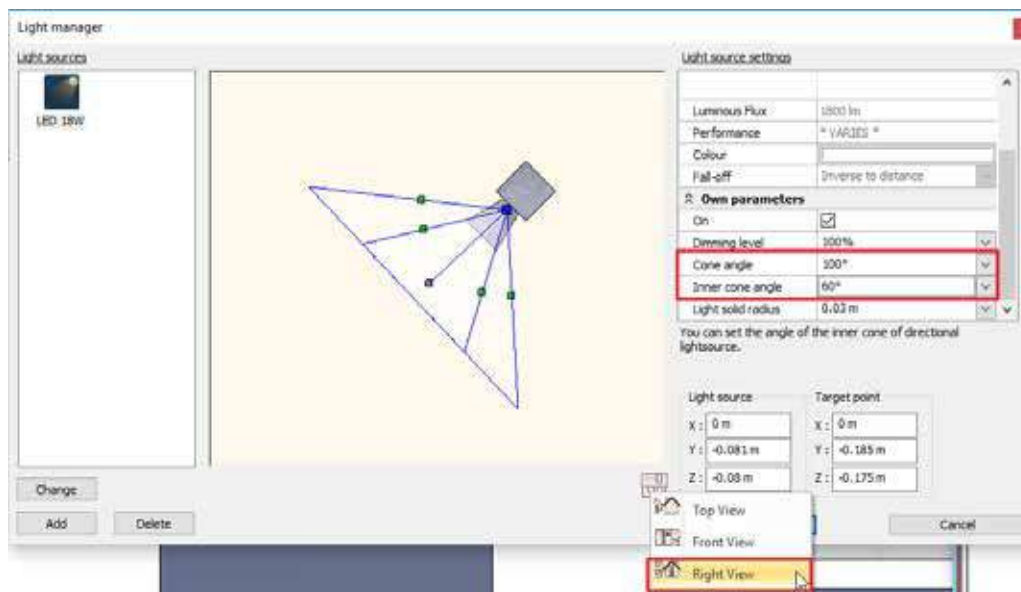 Light manager
Light sources
LED 18W
Light source settings
Luminous Flux 1800 lm
Performance * VARIES *
Colour
Fall-off Inverse to distance
Own parameters
On
Dimming level 100%
Cone angle 100°
Inner cone angle 60°
Light solid radius 0.03 m
You can set the angle of the inner cone of directional
lightsource.
Light source Target point
X : 0 m X : 0 m
Y : -0.081 m Y : -0.185 m
Z : -0.08 m Z : -0.175 m
Change
Add Delete Cancel
Top View
Front View
Right View